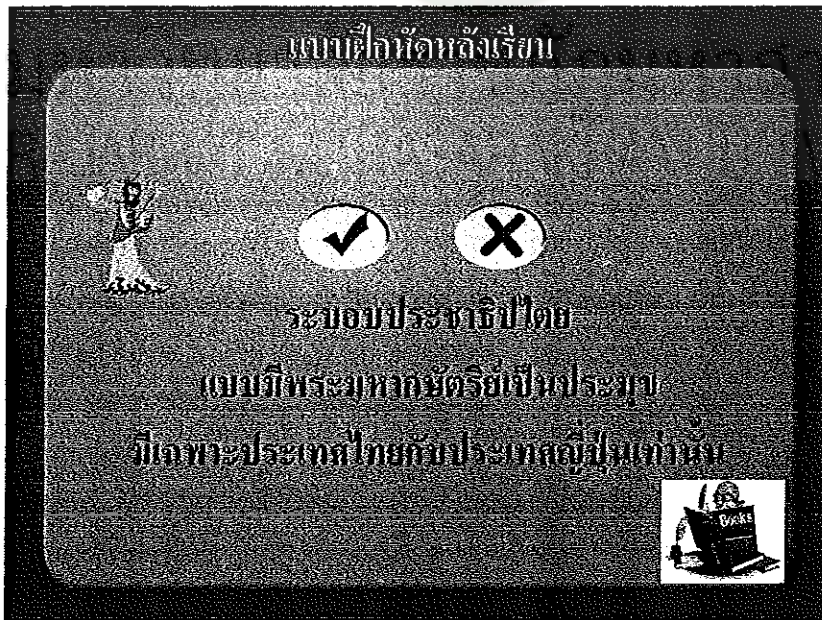 แบบฝึกหัดหลังเรียน
ระบอบประชาธิปไตย
แบบมีพระมหากษัตริย์เป็นประมุข
มีเฉพาะประเทศไทยกับประเทศญี่ปุ่นเท่านั้น
Books